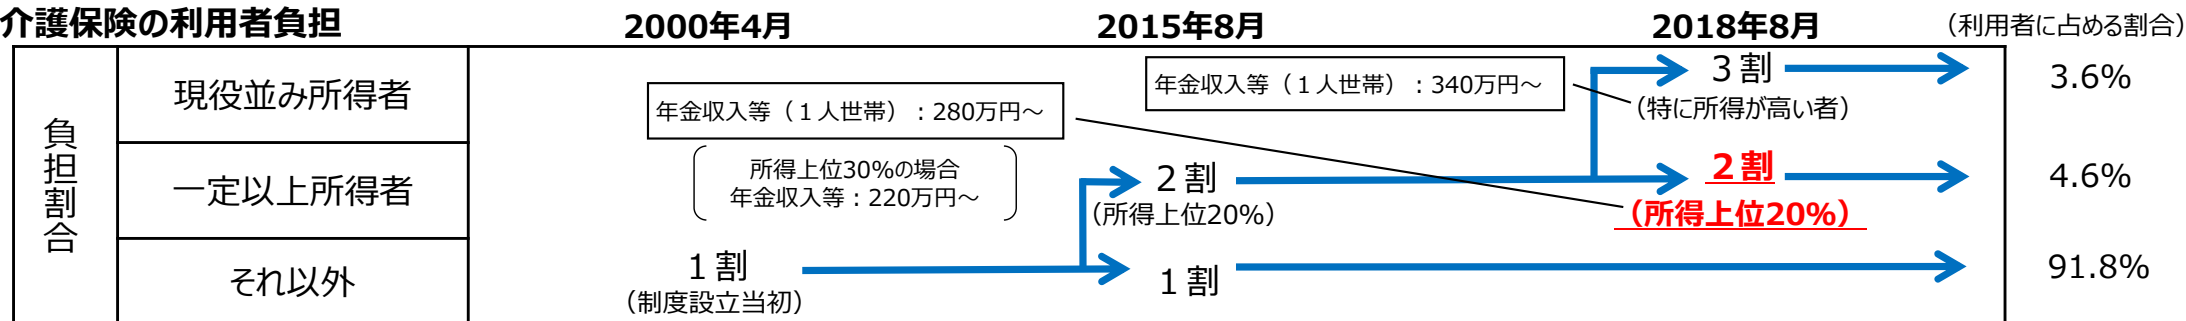 介護保険の利用者負担 2000年4月 2015年8月 2018年8月 （利用者に占める割合）
負担割合
現役並み所得者
年金収入等（１人世帯）：280万円～
年金収入等（１人世帯）：340万円～
３割
（特に所得が高い者）
3.6%
一定以上所得者
所得上位30%の場合
年金収入等：220万円～
２割
（所得上位20%）
２割
（所得上位20%）
4.6%
それ以外
１割
（制度設立当初）
１割
91.8%